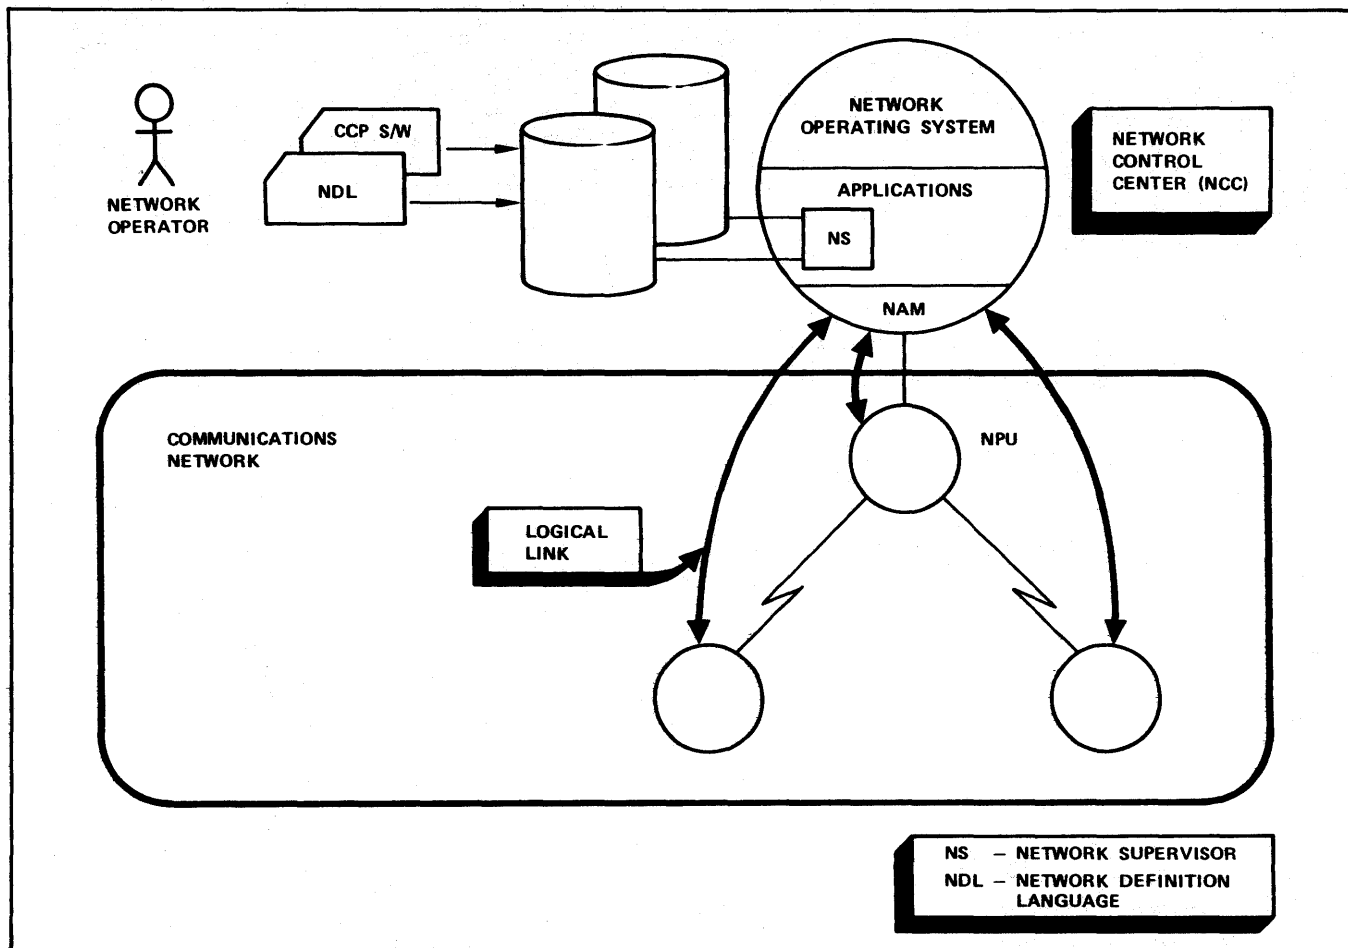 NETWORK
OPERATOR
CCP S/W
NDL
NETWORK
OPERATING SYSTEM
APPLICATIONS
NS
NAM
NETWORK
CONTROL
CENTER (NCC)
COMMUNICATIONS
NETWORK
NPU
LOGICAL
LINK
NS – NETWORK SUPERVISOR
NDL – NETWORK DEFINITION
LANGUAGE